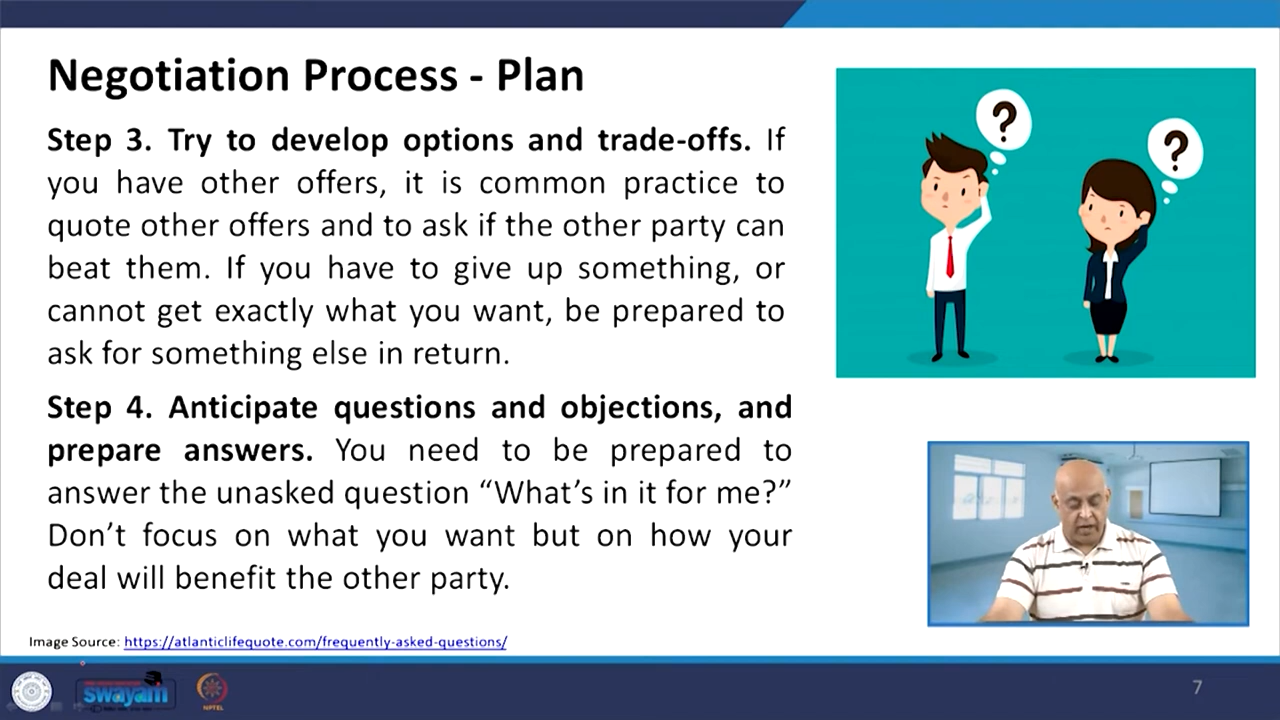 Negotiation Process - Plan
Step 3. Try to develop options and trade-offs. If
you have other offers, it is common practice to
quote other offers and to ask if the other party can
beat them. If you have to give up something, or
cannot get exactly what you want, be prepared to
ask for something else in return.
Step 4. Anticipate questions and objections, and
prepare answers. You need to be prepared to
answer the unasked question “What’s in it for me?”
Don’t focus on what you want but on how your
deal will benefit the other party.
?
?
Image Source: https://atlanticlifequote.com/frequently-asked-questions/
swayam
NPTEL
7